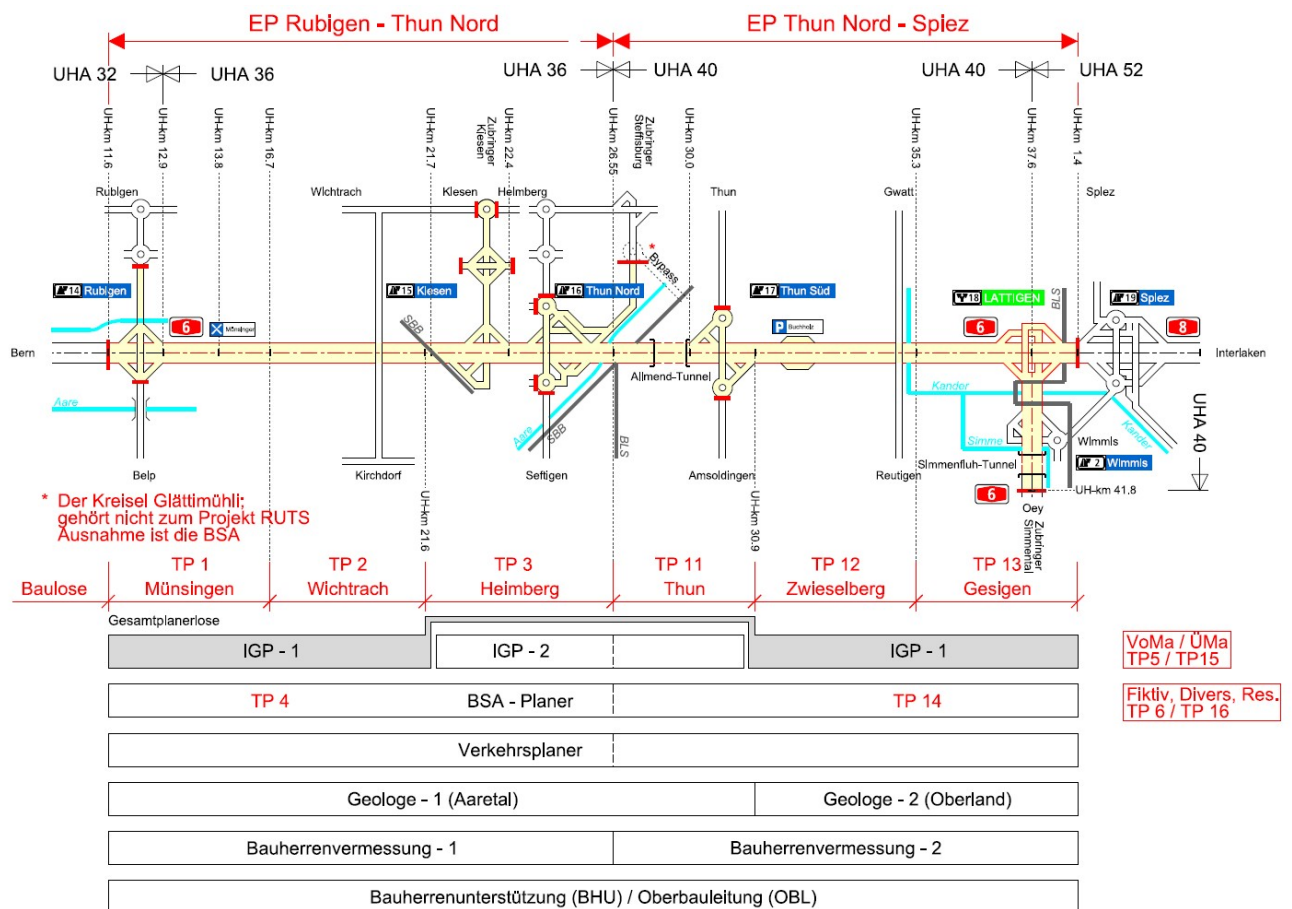 EP Rubigen - Thun Nord
EP Thun Nord - Spiez
UHA 32
UHA 36
UHA 36
UHA 40
UHA 40
UHA 52
UH-km 11.6
UH-km 12.9
UH-km 13.8
UH-km 16.7
UH-km 21.7
Zubringer
Kiesen
UH-km 22.4
UH-km 26.55
Zubringer
Steffisburg
UH-km 30.0
UH-km 35.3
UH-km 37.6
UH-km 1.4
Rubigen
Wichtrach
Kiesen
Heimberg
Thun
Gwatt
Spiez
* Bypass
14 Rubigen
15 Kiesen
16 Thun Nord
17 Thun Süd
18 LATTIGEN
BLS
19 Spiez
6
Münsingen
SBB
P Buchholz
6
8
Bern
Interlaken
Allmend-Tunnel
Aare
Aare
SBB
BLS
Kander
Simme
Kander
UHA 40
Wimmis
2 Wimmis
Simmenfluh-Tunnel
6
UH-km 41.8
Belp
Kirchdorf
Seftigen
Amsoldingen
Reutigen
Oey
Zubringer
Simmental
* Der Kreisel Glättimühli;
gehört nicht zum Projekt RUTS
Ausnahme ist die BSA
UH-km 21.6
UH-km 30.9
Baulose
TP 1
Münsingen
TP 2
Wichtrach
TP 3
Heimberg
TP 11
Thun
TP 12
Zwieselberg
TP 13
Gesigen
Gesamtplanerlose
IGP - 1
IGP - 2
IGP - 1
VoMa / ÜMa
TP5 / TP15
TP 4
BSA - Planer
TP 14
Fiktiv, Divers, Res.
TP 6 / TP 16
Verkehrsplaner
Geologe - 1 (Aaretal)
Geologe - 2 (Oberland)
Bauherrenvermessung - 1
Bauherrenvermessung - 2
Bauherrenunterstützung (BHU) / Oberbauleitung (OBL)